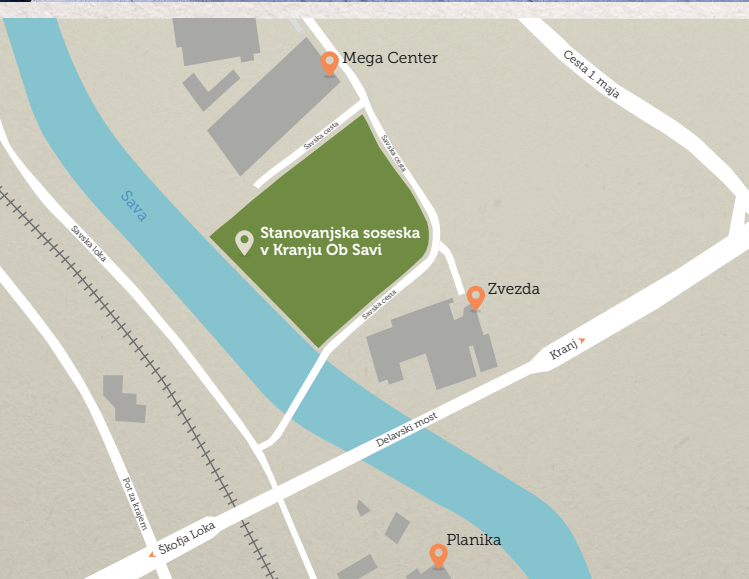 Mega Center
Cesta 1. maja
Savska cesta
Savska cesta
Sava
Stanovanjska soseska
v Kranju Ob Savi
Savska loka
Zvezda
Savska cesta
Kranj
Delavski most
Pot za krajem
Škofja Loka
Planika